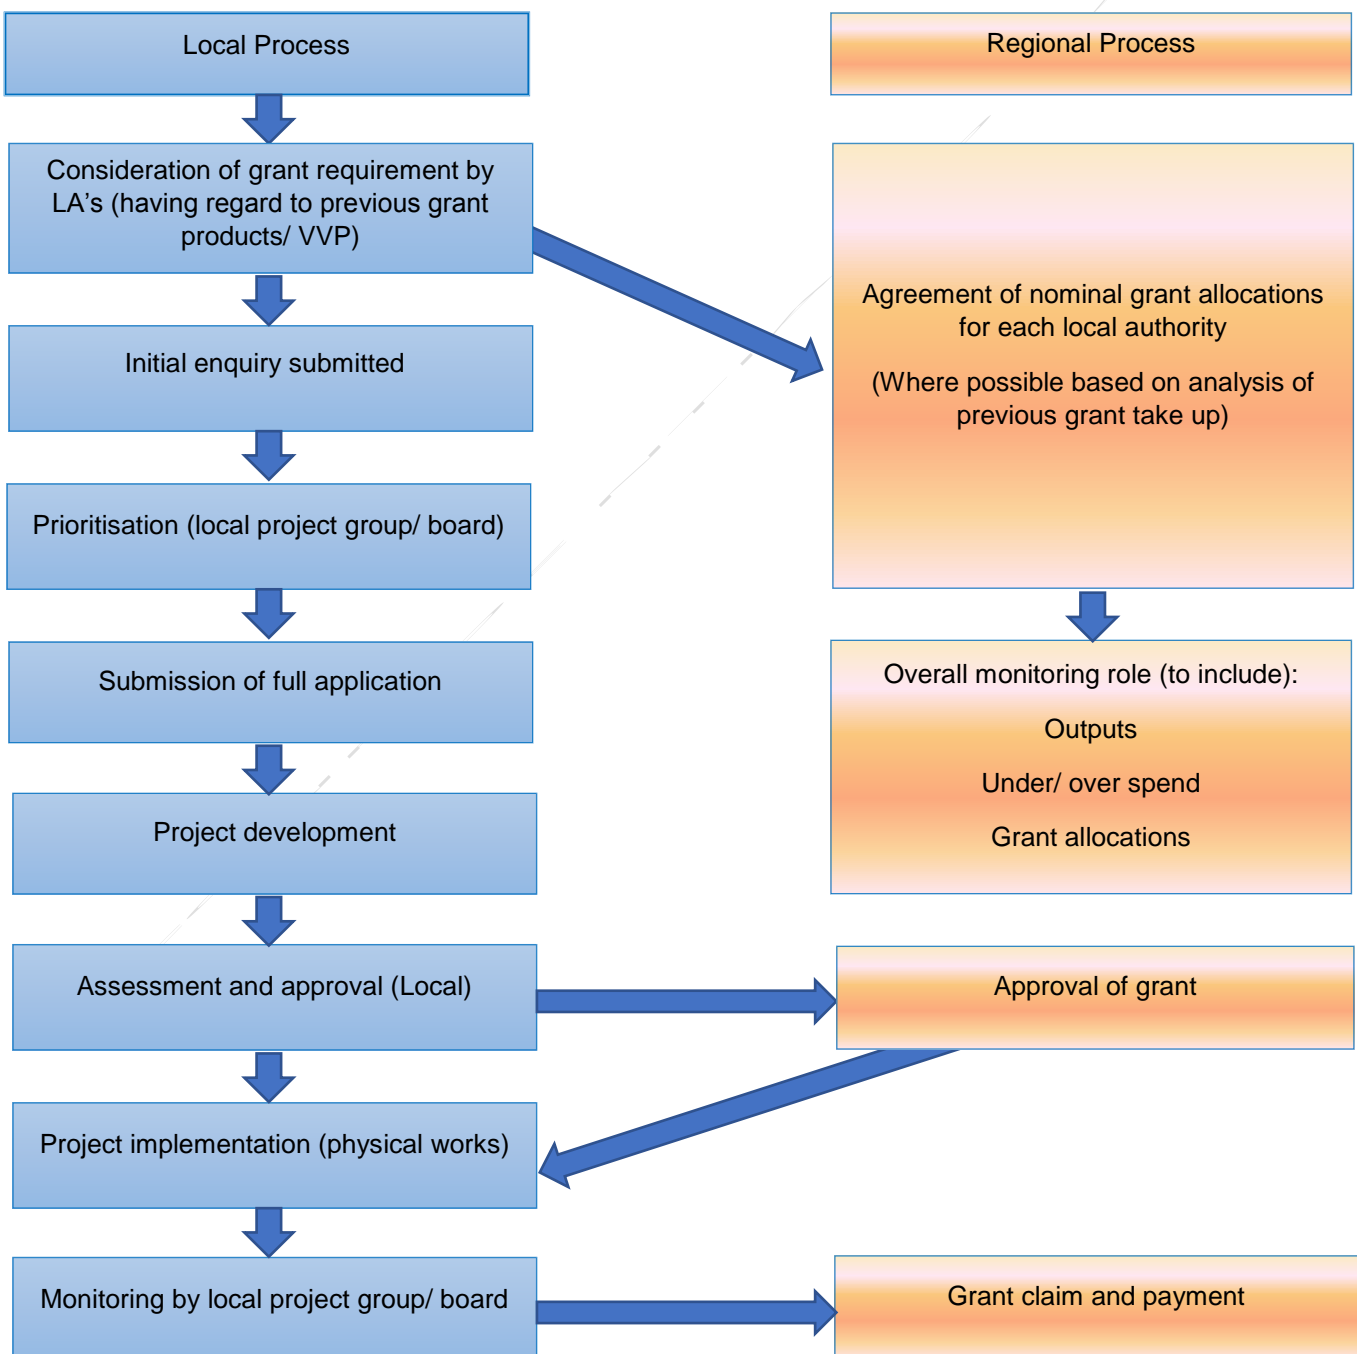 Local Process
Regional Process
Consideration of grant requirement by
LA’s (having regard to previous grant
products/ VVP)
Agreement of nominal grant allocations
for each local authority
(Where possible based on analysis of
previous grant take up)
Initial enquiry submitted
Prioritisation (local project group/ board)
Submission of full application
Overall monitoring role (to include):
Outputs
Under/ over spend
Grant allocations
Project development
Assessment and approval (Local)
Approval of grant
Project implementation (physical works)
Monitoring by local project group/ board
Grant claim and payment